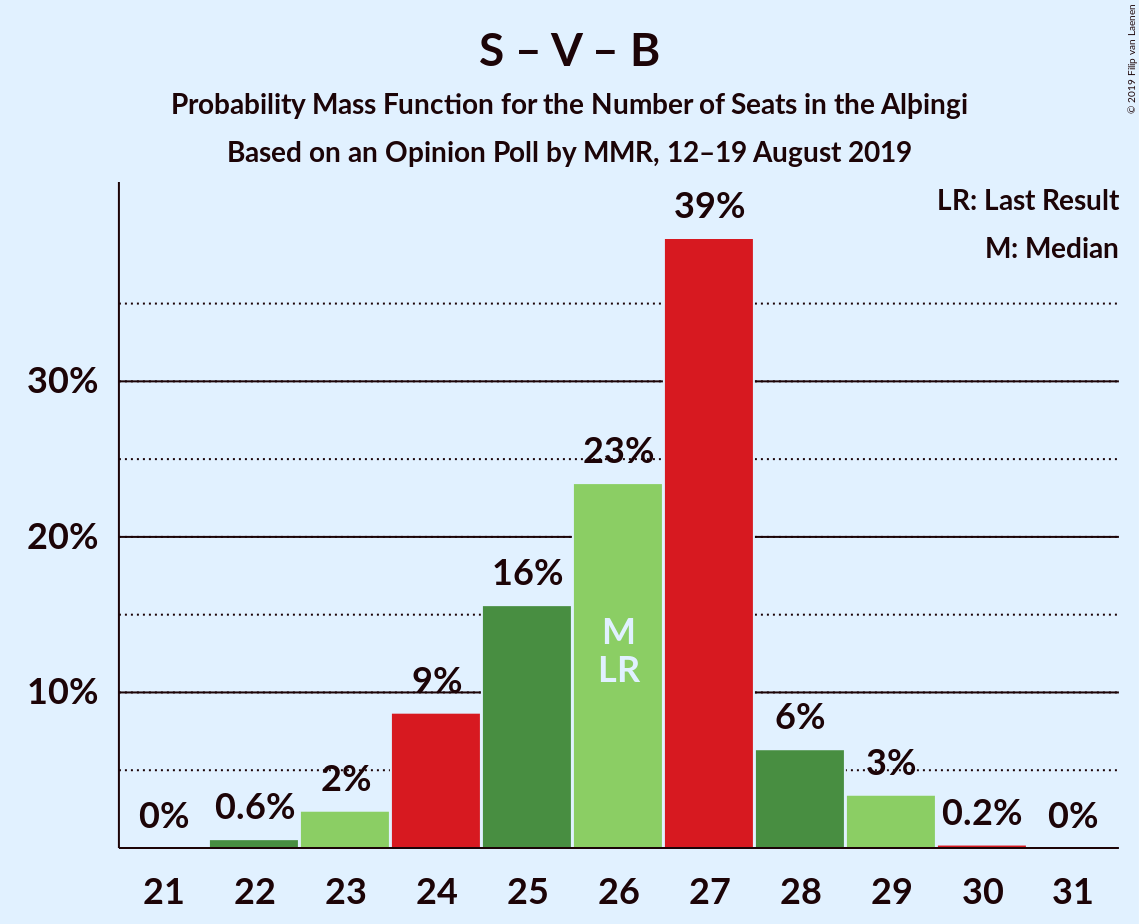 S – V – B
Probability Mass Function for the Number of Seats in the Alþingi
Based on an Opinion Poll by MMR, 12–19 August 2019
© 2019 Filip van Laenen
LR: Last Result
M: Median
39%
30%
23%
20%
16%
M
LR
10%
9%
6%
3%
2%
0.6%
0.2%
0%
0%
21 22 23 24 25 26 27 28 29 30 31